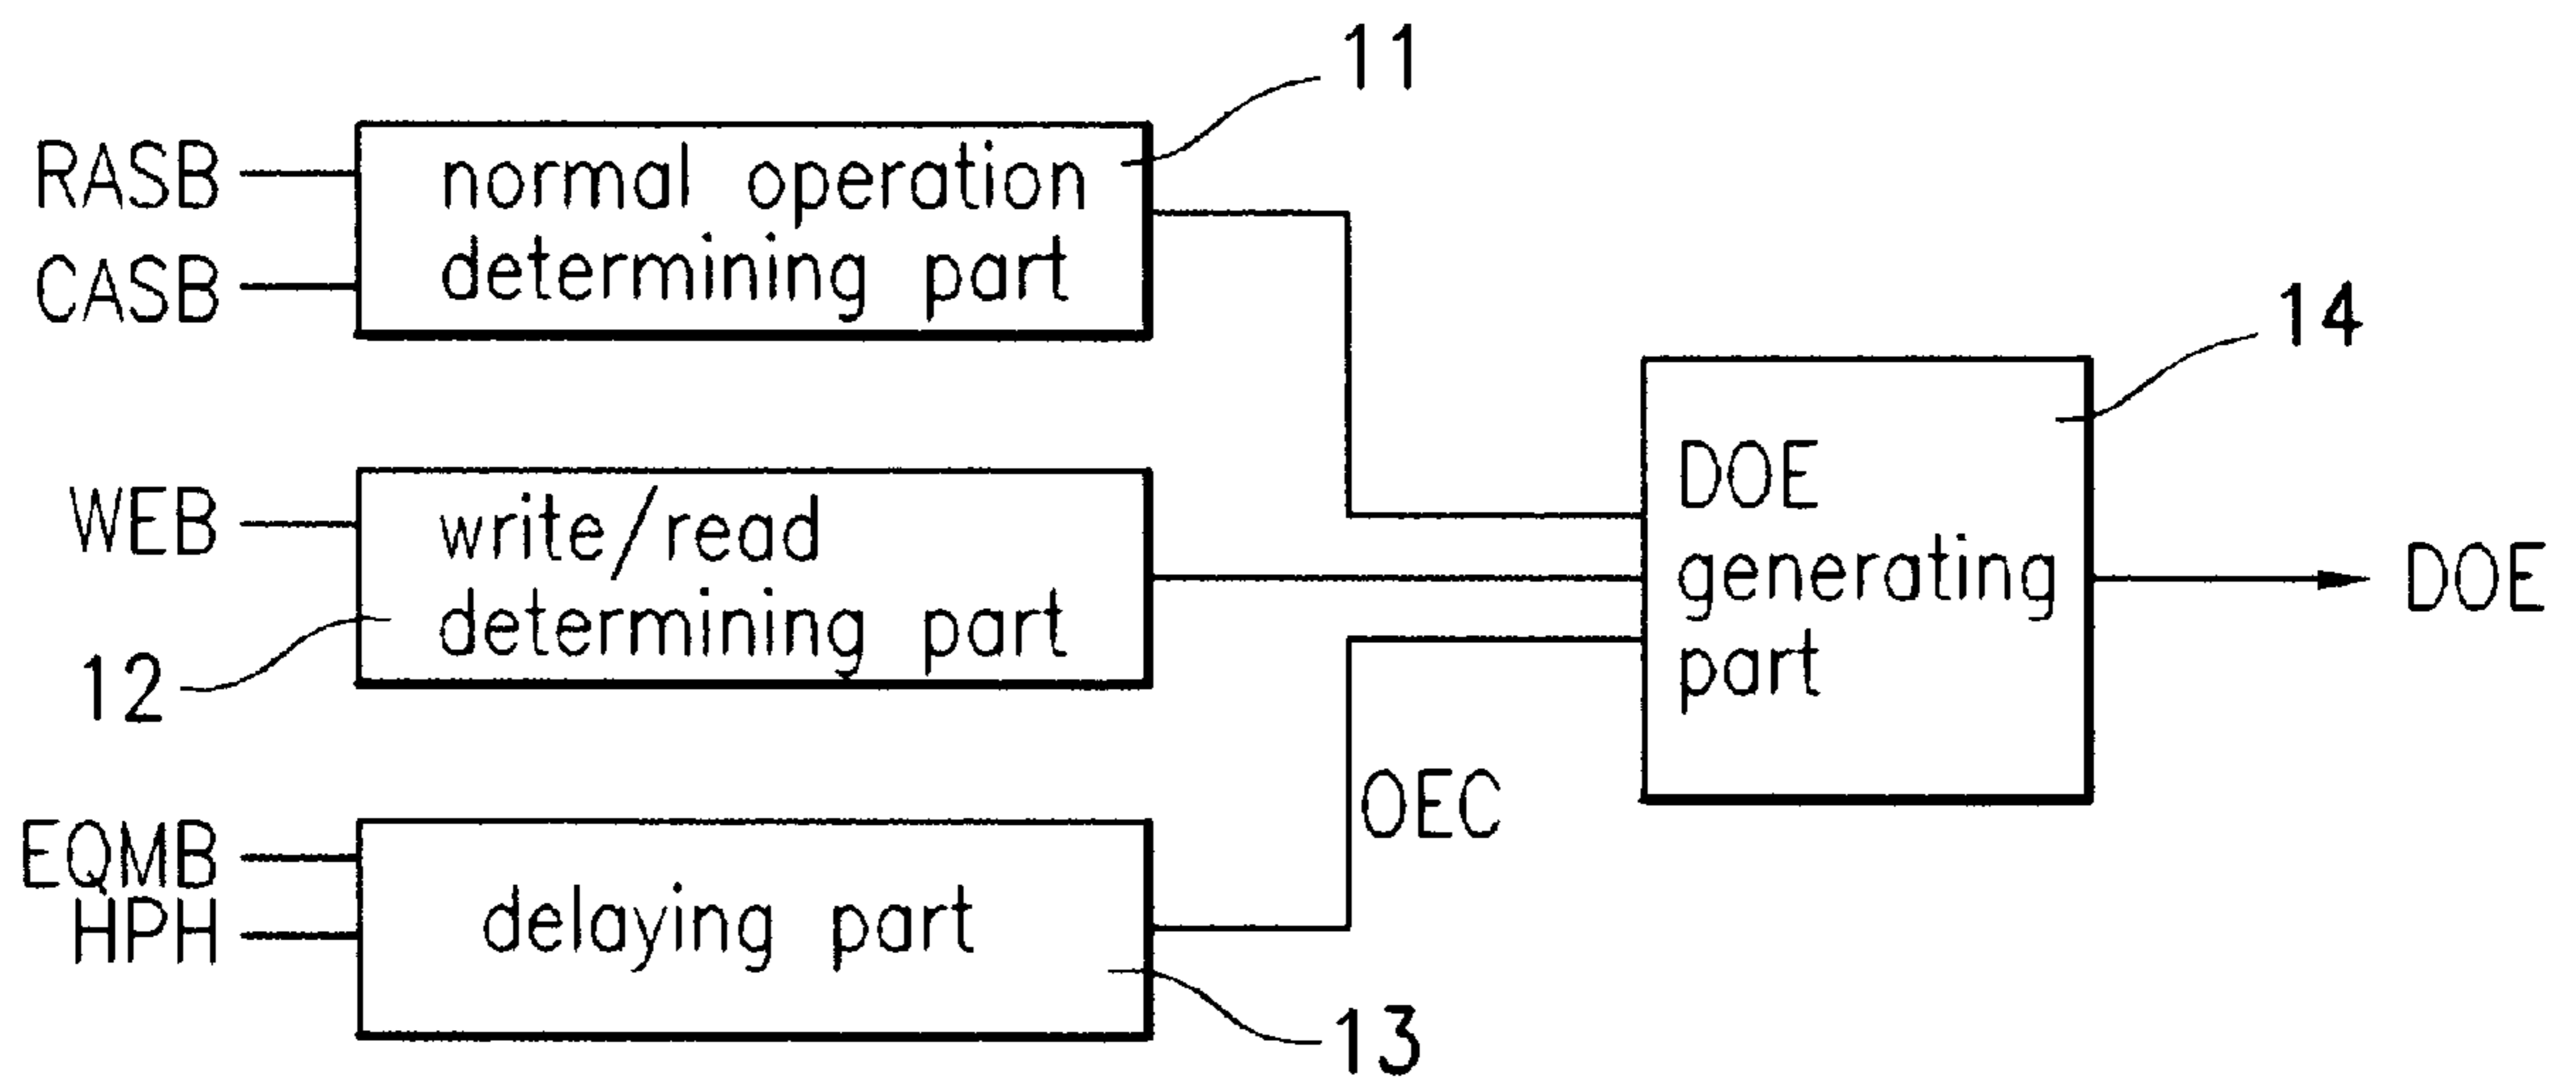 11
RASB
CASB
normal operation
determining part
14
WEB
write/read
determining part
12
DOE
generating
part
DOE
OEC
EQMB
HPH
delaying part
13